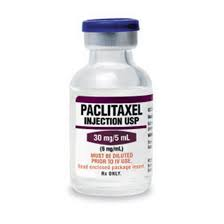 PACLITAXEL
INJECTION USP
30 mg/5 mL
(6 mg/mL)
MUST BE DILUTED
PRIOR TO IV USE.
Read enclosed package insert.
Rx ONLY.